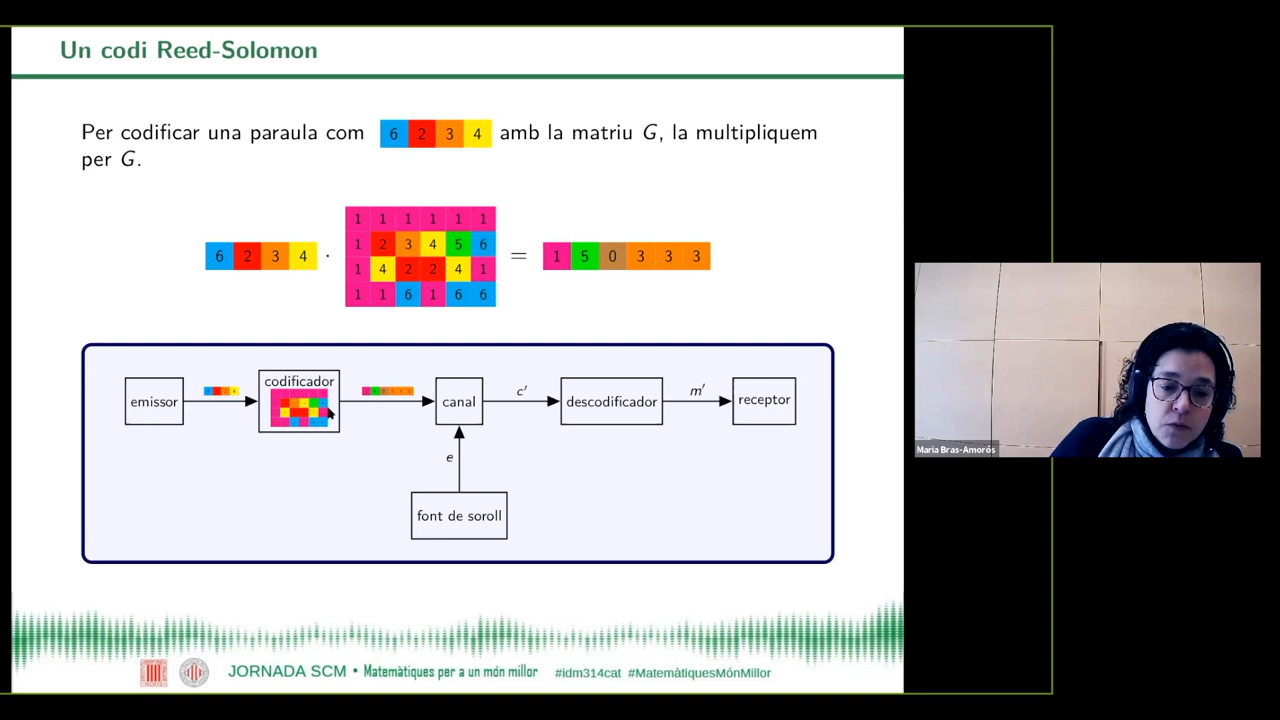 Un codi Reed-Solomon
Per codificar una paraula com 6 2 3 4 amb la matriu G, la multipliquem
per G.
1 1 1 1 1 1
1 2 3 4 5 6
6 2 3 4 · = 1 5 0 3 3 3
1 4 2 2 4 1
1 1 6 1 6 6
codificador
emissor canal c′ descodificador m′ receptor
e
font de soroll
Maria Bras-Amorós
JORNADA SCM • Matemàtiques per a un món millor #idm314cat #MatemàtiquesMónMillor